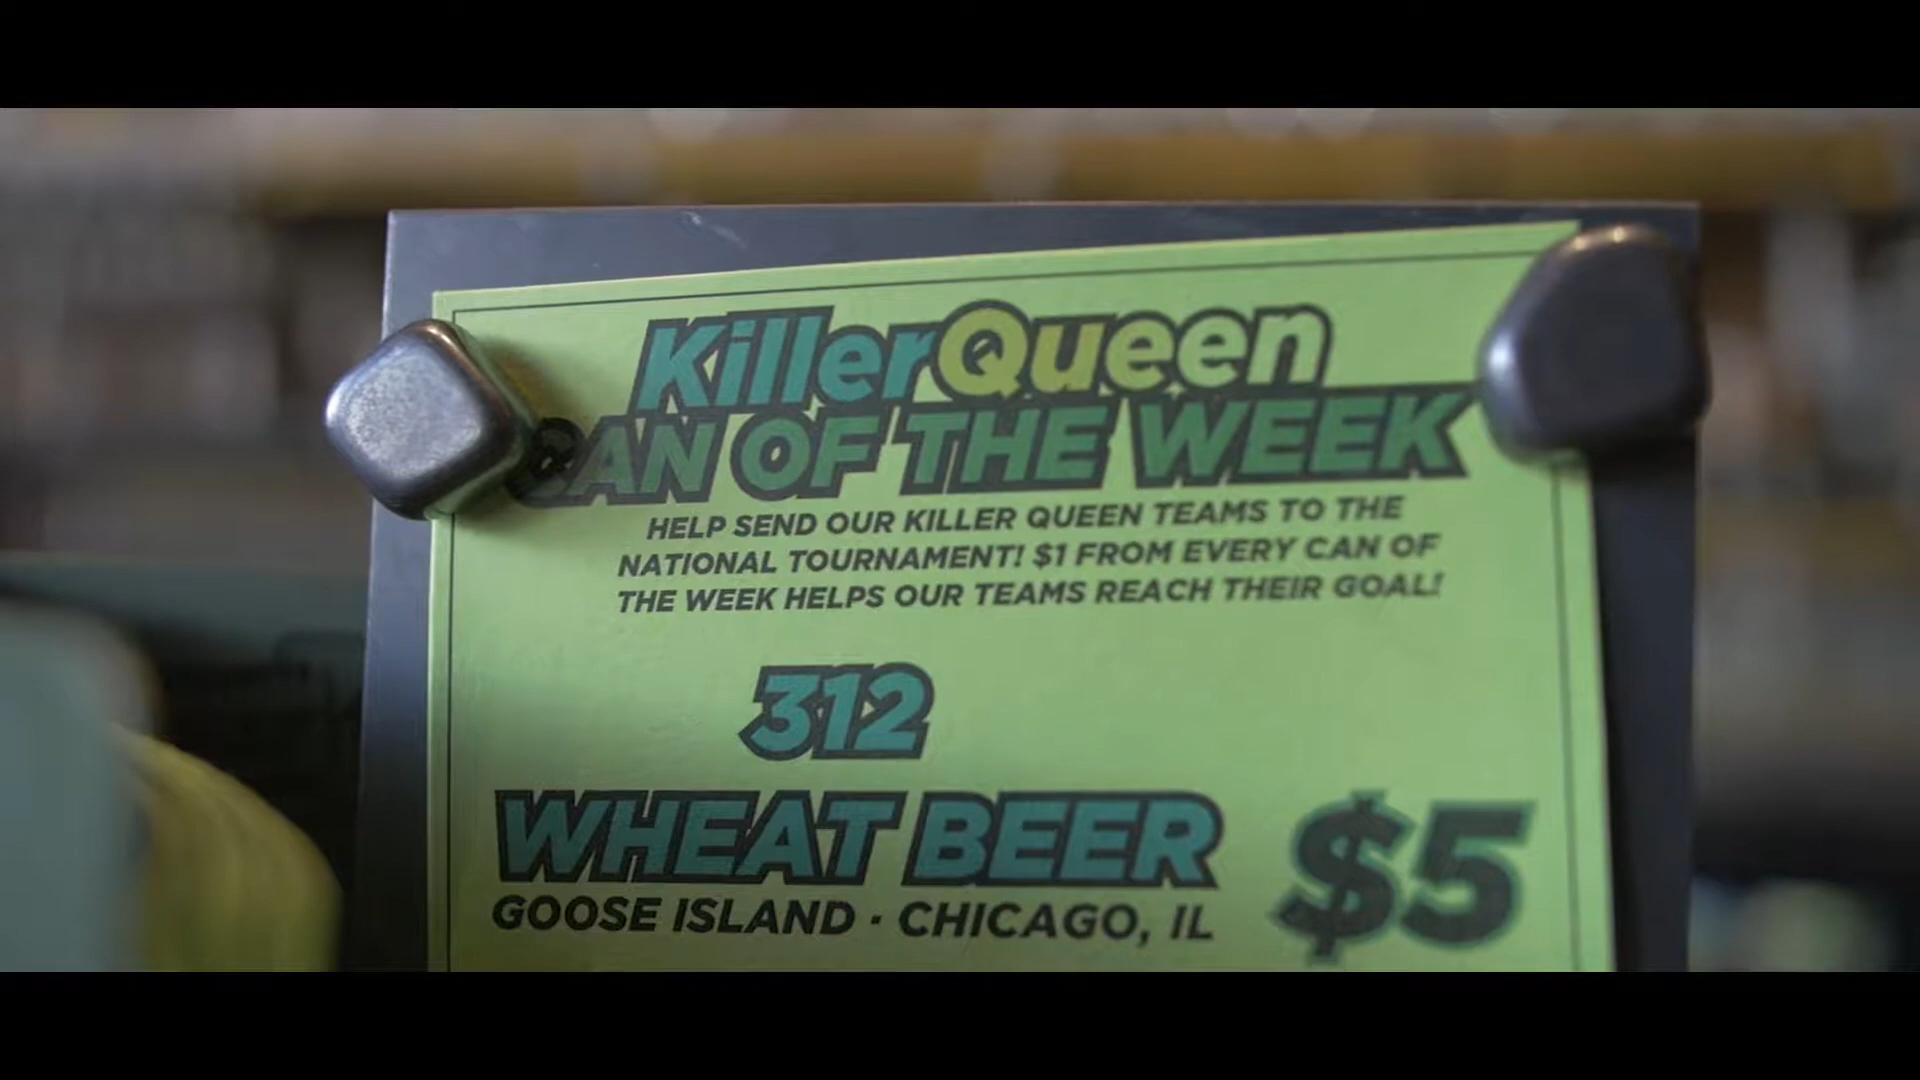 KillerQueen
CAN OF THE WEEK
HELP SEND OUR KILLER QUEEN TEAMS TO THE
NATIONAL TOURNAMENT! $1 FROM EVERY CAN OF
THE WEEK HELPS OUR TEAMS REACH THEIR GOAL!
312
WHEAT BEER
$5
GOOSE ISLAND · CHICAGO, IL